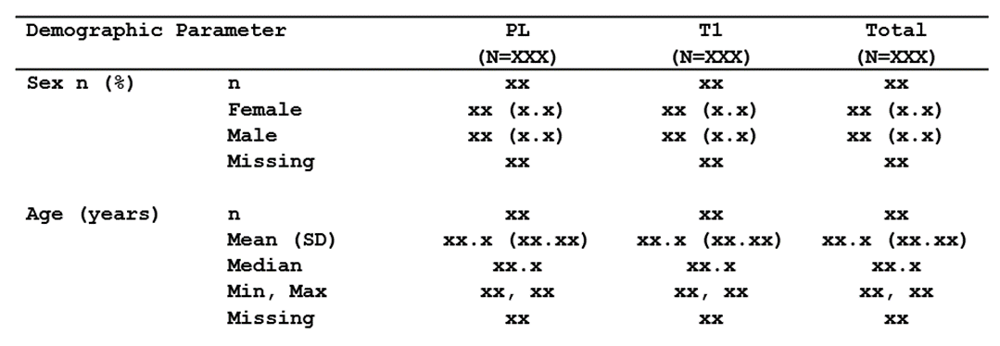 Demographic Parameter PL T1 Total
(N=XXX) (N=XXX) (N=XXX)
Sex n (%) n xx xx xx
Female xx (x.x) xx (x.x) xx (x.x)
Male xx (x.x) xx (x.x) xx (x.x)
Missing xx xx xx
Age (years) n xx xx xx
Mean (SD) xx.x (xx.xx) xx.x (xx.xx) xx.x (xx.xx)
Median xx.x xx.x xx.x
Min, Max xx, xx xx, xx xx, xx
Missing xx xx xx